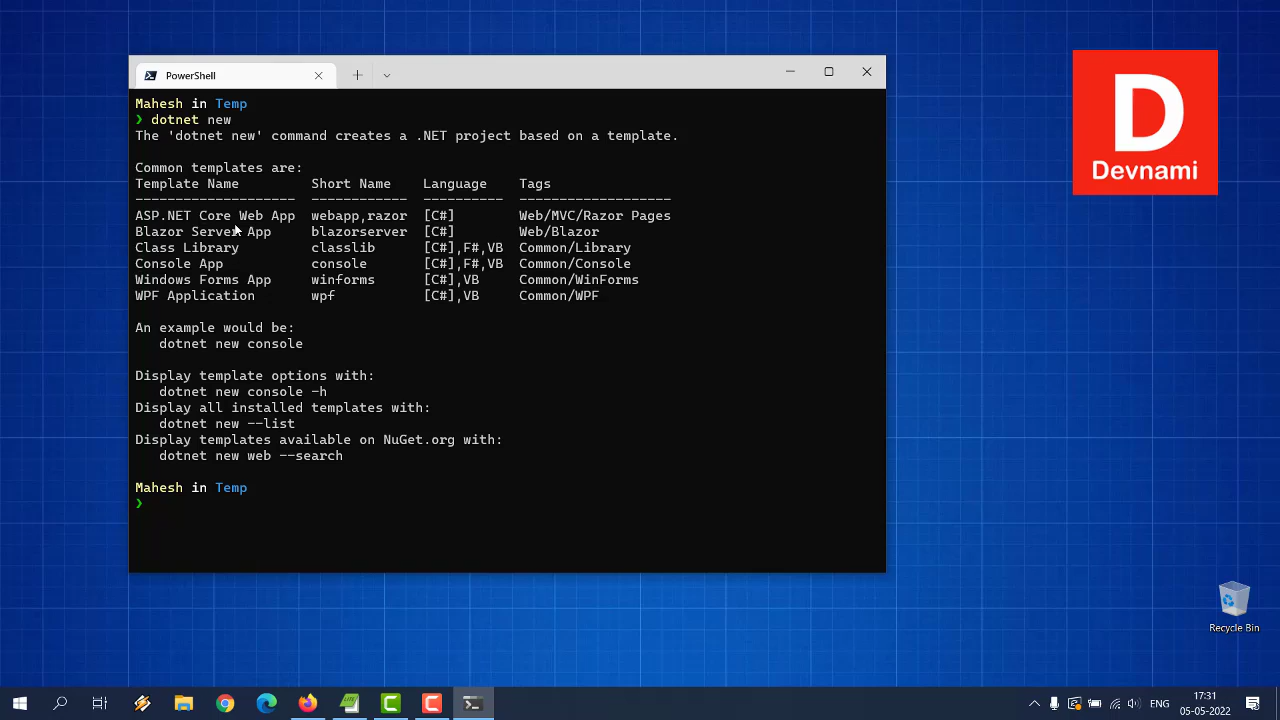 PowerShell
Mahesh in Temp
❯ dotnet new
The 'dotnet new' command creates a .NET project based on a template.
Common templates are:
Template Name         Short Name    Language    Tags
--------------------  ------------  ----------  -------------------
ASP.NET Core Web App  webapp,razor  [C#]        Web/MVC/Razor Pages
Blazor Server App     blazorserver  [C#]        Web/Blazor
Class Library         classlib      [C#],F#,VB  Common/Library
Console App           console       [C#],F#,VB  Common/Console
Windows Forms App     winforms      [C#],VB     Common/WinForms
WPF Application       wpf           [C#],VB     Common/WPF
An example would be:
   dotnet new console
Display template options with:
   dotnet new console -h
Display all installed templates with:
   dotnet new --list
Display templates available on NuGet.org with:
   dotnet new web --search
Mahesh in Temp
❯
D
Devnami
Recycle Bin
LITE
ENG
17:31
05-05-2022